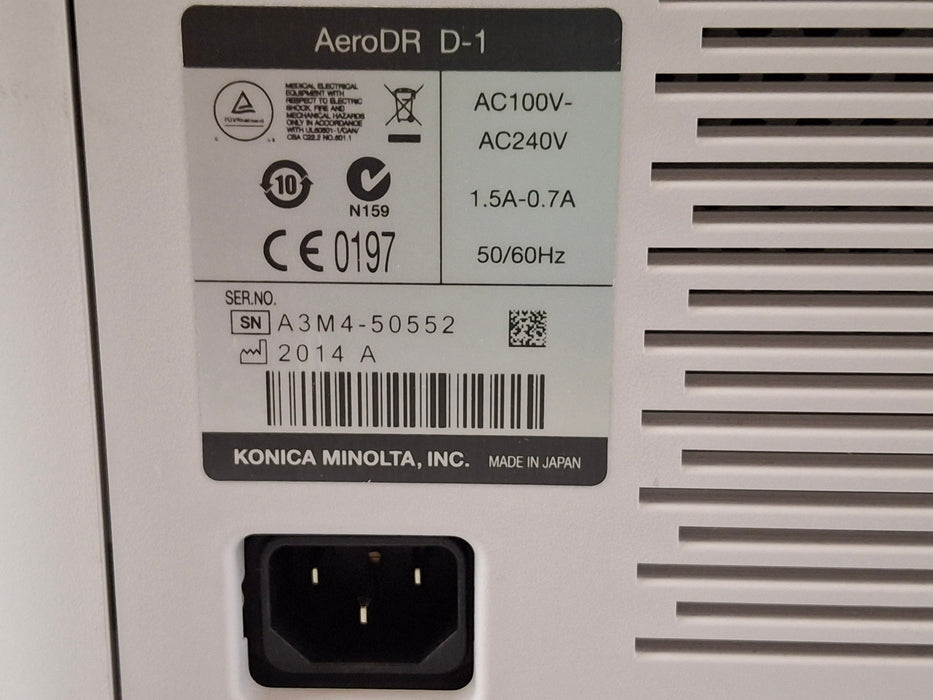 AeroDR D-1
TÜVRheinland
MEDICAL ELECTRICAL
EQUIPMENT WITH
RESPECT TO ELECTRIC
SHOCK, FIRE AND
MECHANICAL HAZARDS
ONLY IN ACCORDANCE
WITH UL60601-1/CAN/
CSA C22.2 NO.601.1
10
N159
CE 0197
AC100V-
AC240V
1.5A-0.7A
50/60Hz
SER.NO.
SN A3M4-50552
2014 A
KONICA MINOLTA, INC. MADE IN JAPAN